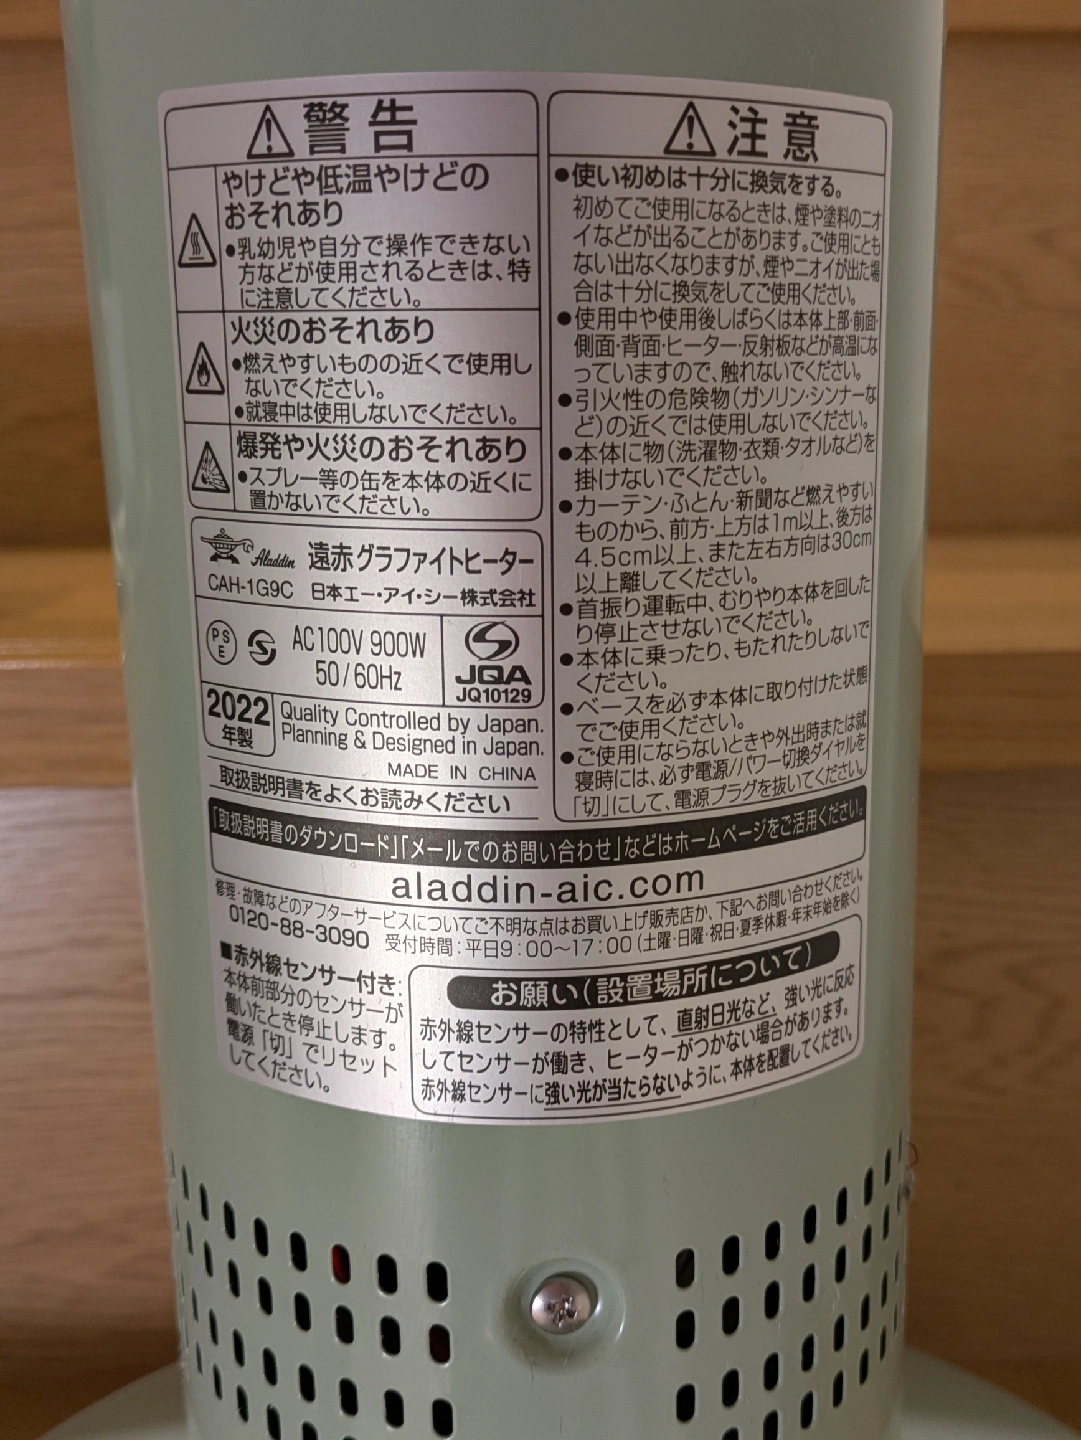 警告
やけどや低温やけどの
おそれあり
●乳幼児や自分で操作できない
方などが使用されるときは、特
に注意してください。
火災のおそれあり
●燃えやすいものの近くで使用し
ないでください。
●就寝中は使用しないでください。
爆発や火災のおそれあり
●スプレー等の缶を本体の近くに
置かないでください。
Aladdin 遠赤グラファイトヒーター
CAH-1G9C 日本エー・アイ・シー株式会社
PS
E
AC100V 900W
50/60Hz
JQA
JQ10129
2022
年製
Quality Controlled by Japan.
Planning & Designed in Japan.
MADE IN CHINA
取扱説明書をよくお読みください
注意
●使い初めは十分に換気をする。
初めてご使用になるときは、煙や塗料のニオ
イなどが出ることがあります。ご使用にとも
ない出なくなりますが、煙やニオイが出た場
合は十分に換気をしてご使用ください。
●使用中や使用後しばらくは本体上部・前面・
側面・背面・ヒーター・反射板などが高温にな
っていますので、触れないでください。
●引火性の危険物(ガソリン・シンナーな
ど)の近くでは使用しないでください。
●本体に物(洗濯物・衣類・タオルなど)を
掛けないでください。
●カーテン・ふとん・新聞など燃えやすい
ものから、前方・上方は1m以上、後方は
4.5cm以上、また左右方向は30cm
以上離してください。
●首振り運転中、むりやり本体を回した
り停止させないでください。
●本体に乗ったり、もたれたりしないで
ください。
●ベースを必ず本体に取り付けた状態
でご使用ください。
●ご使用にならないときや外出時または就
寝時には、必ず電源/パワー切換ダイヤルを
「切」にして、電源プラグを抜いてください。
「取扱説明書のダウンロード」「メールでのお問い合わせ」などはホームページをご活用ください。
aladdin-aic.com
修理・故障などのアフターサービスについてご不明な点はお買い上げ販売店か、下記へお問い合わせください。
0120-88-3090 受付時間：平日9：00〜17：00(土曜・日曜・祝日・夏季休暇・年末年始を除く)
■赤外線センサー付き：
本体前部分のセンサーが
働いたとき停止します。
電源「切」でリセット
してください。
お願い(設置場所について)
赤外線センサーの特性として、直射日光など、強い光に反応
してセンサーが働き、ヒーターがつかない場合があります。
赤外線センサーに強い光が当たらないように、本体を配置してください。